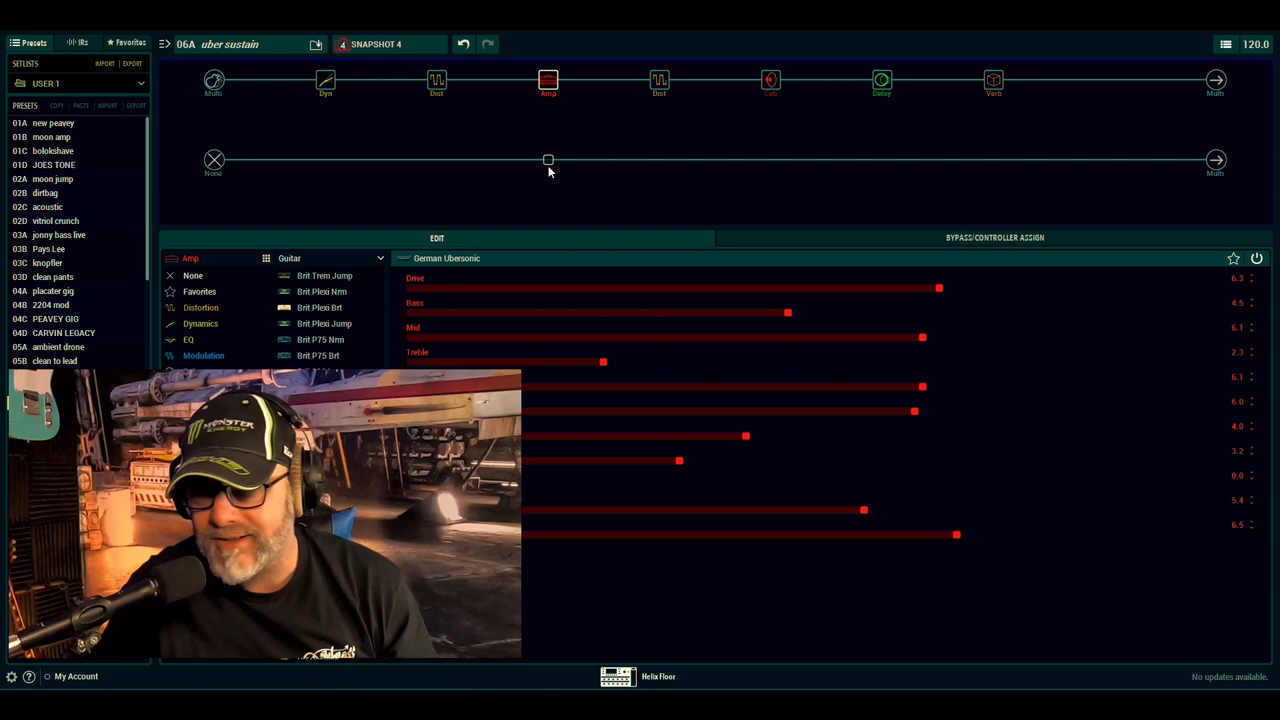 Presets IRs Favorites 06A uber sustain 4 SNAPSHOT 4 120.0
SETLISTS IMPORT EXPORT
USER 1
PRESETS COPY PASTE IMPORT EXPORT
01A new peavey
01B moon amp
01C bolokshave
01D JOES TONE
02A moon jump
02B dirtbag
02C acoustic
02D vitriol crunch
03A jonny bass live
03B Pays Lee
03C knopfler
03D clean pants
04A placater gig
04B 2204 mod
04C PEAVEY GIG
04D CARVIN LEGACY
05A ambient drone
05B clean to lead
Multi Dyn Dist Amp Dist Cab Delay Verb Multi
None Multi
EDIT BYPASS/CONTROLLER ASSIGN
Amp Guitar German Ubersonic
None
Favorites
Distortion
Dynamics
EQ
Modulation
Brit Trem Jump
Brit Plexi Nrm
Brit Plexi Brt
Brit Plexi Jump
Brit P75 Nrm
Brit P75 Brt
Drive 6.3
Bass 4.5
Mid 6.1
Treble 2.3
6.1
6.0
4.0
3.2
0.0
5.4
6.5
MONSTER
ENERGY
My Account Helix Floor No updates available.